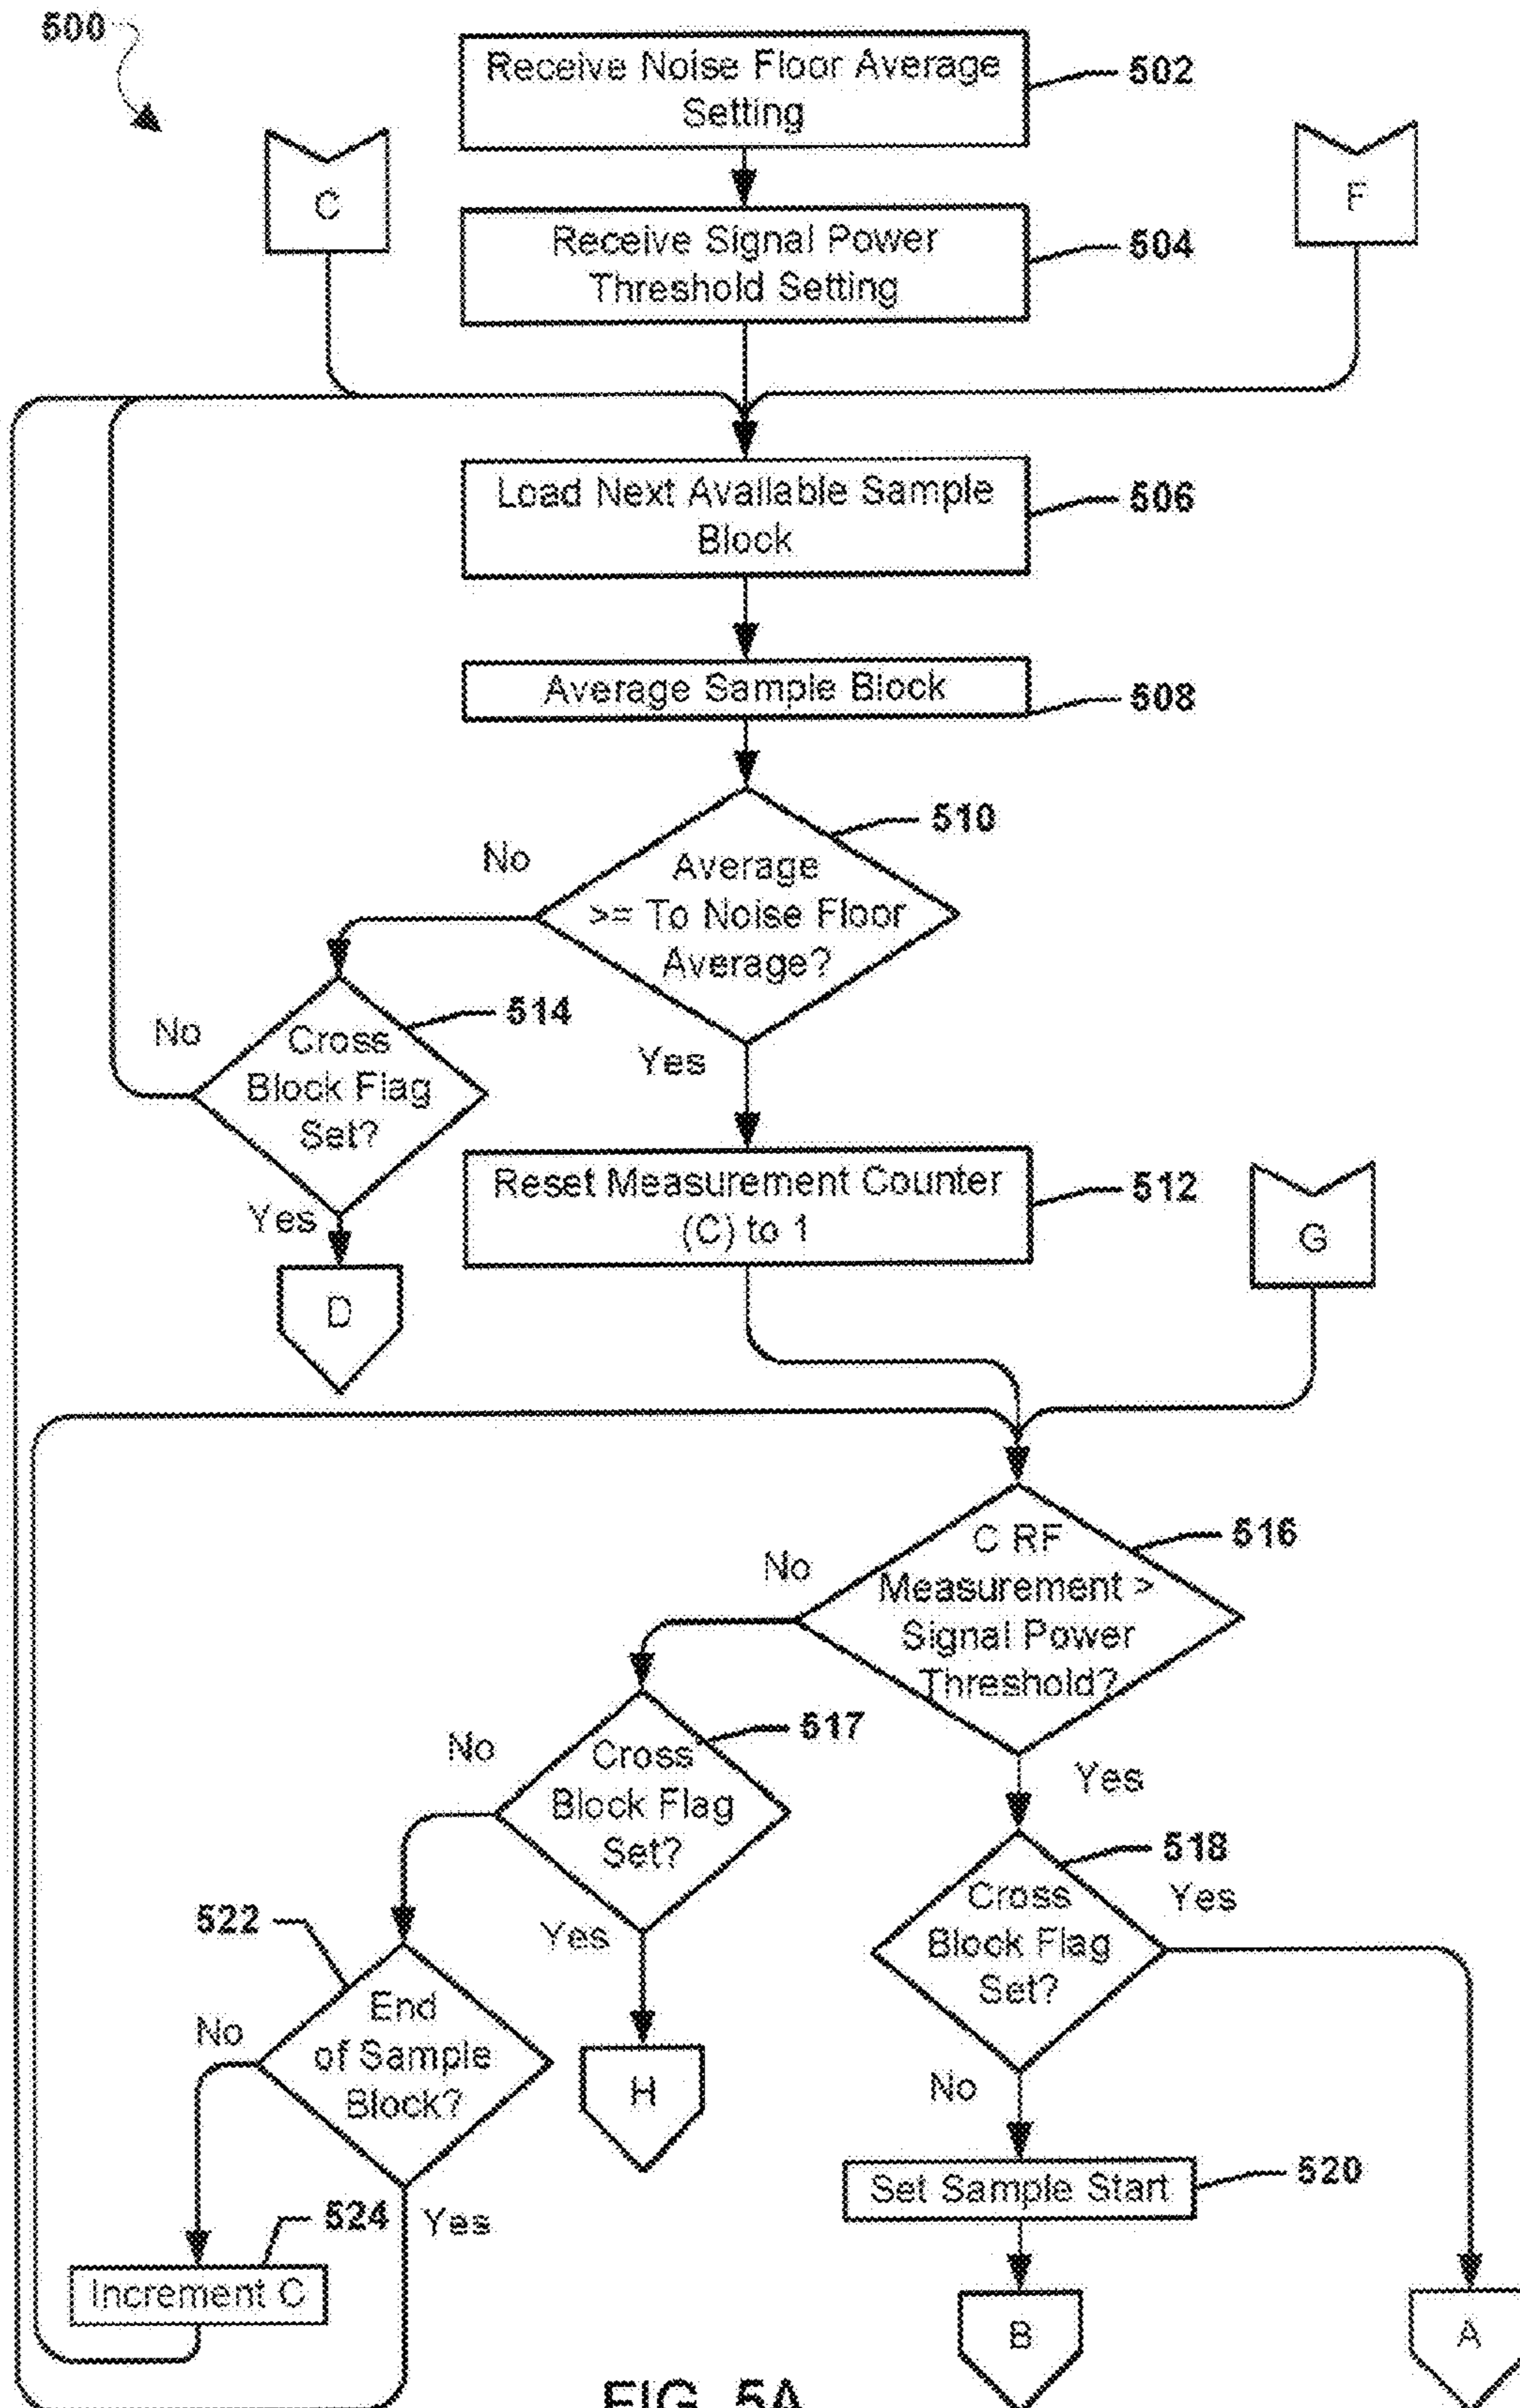 500
Receive Noise Floor Average
Setting
502
C
F
Receive Signal Power
Threshold Setting
504
Load Next Available Sample
Block
506
Average Sample Block
508
510
No
Average
>= To Noise Floor
Average?
514
No
Cross
Block Flag
Set?
Yes
Yes
Reset Measurement Counter
(C) to 1
512
G
D
C RF
Measurement >
Signal Power
Threshold?
516
No
517
No
Cross
Block Flag
Set?
Yes
Yes
518
Cross
Block Flag
Set?
Yes
522
End
of Sample
Block?
No
H
No
Set Sample Start
520
524
Yes
Increment C
B
A
FIG. 5A